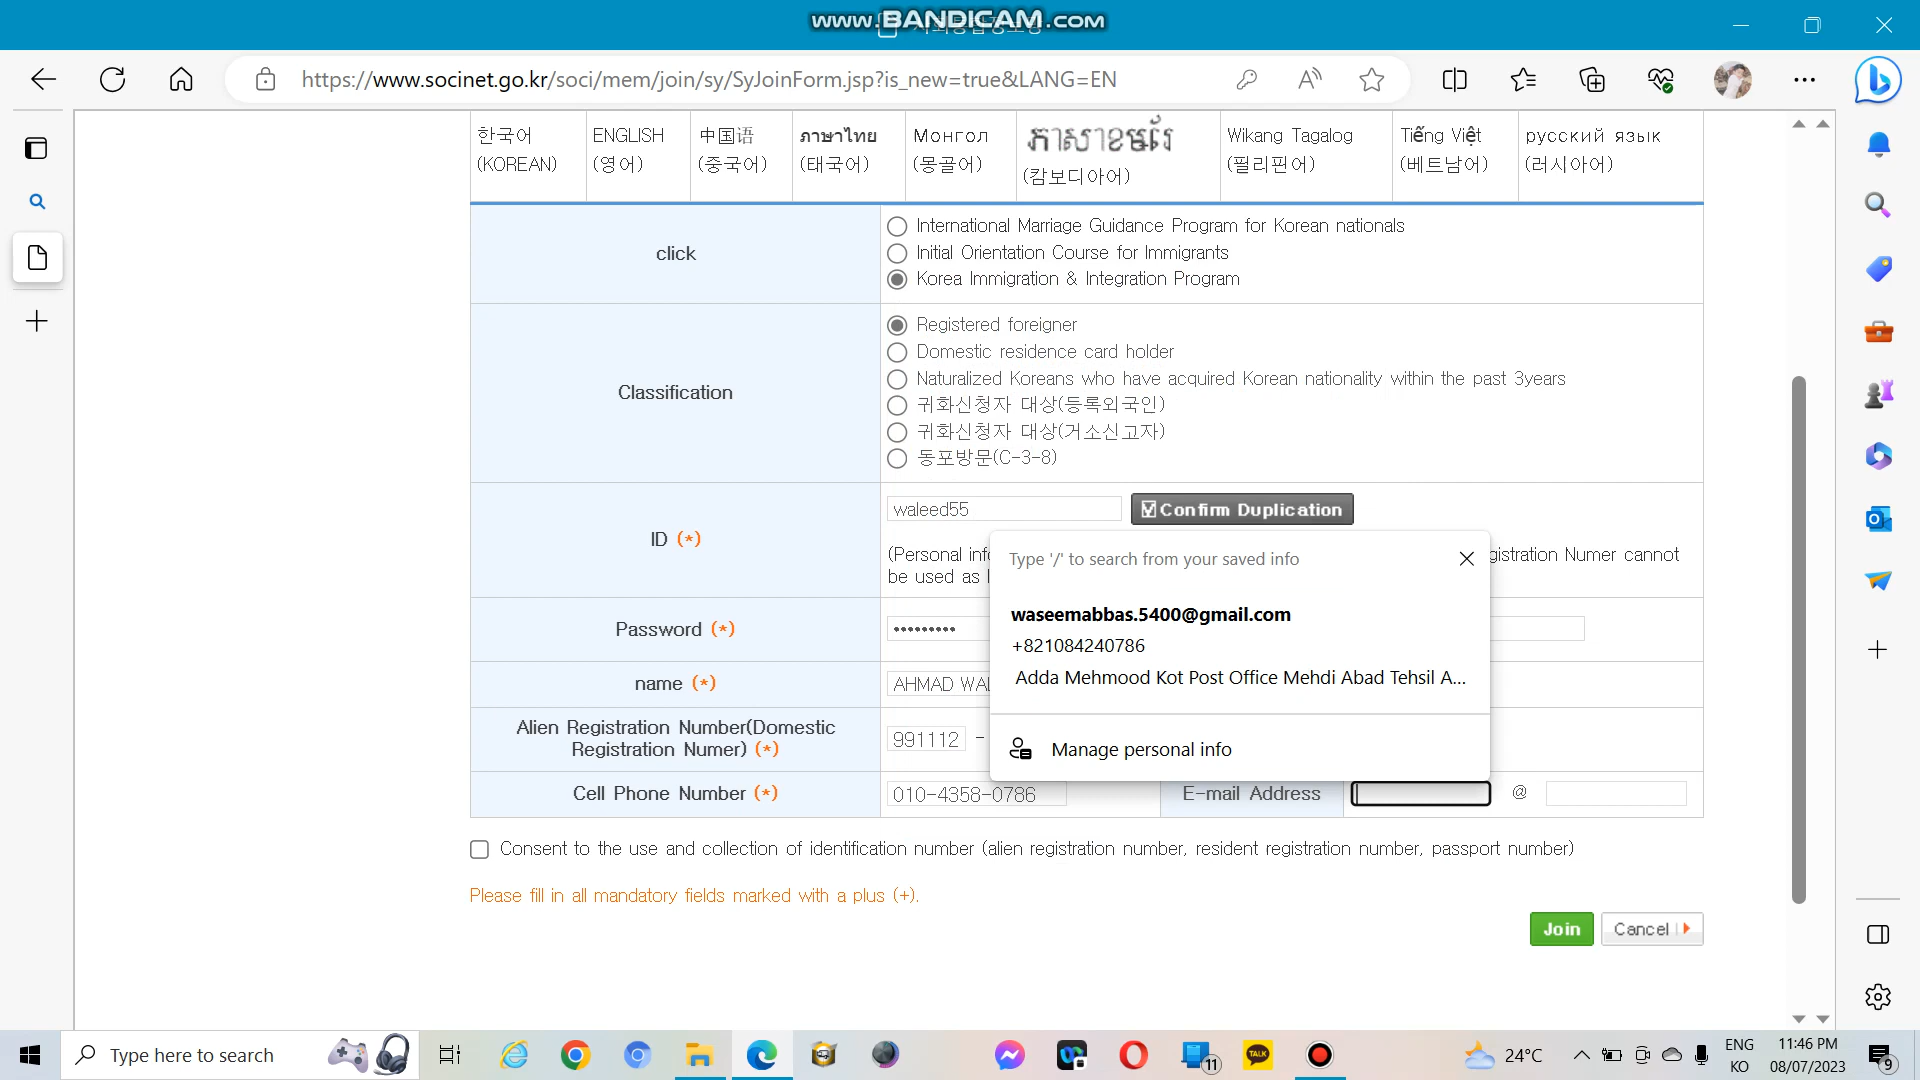 www.BANDICAM.com
https://www.socinet.go.kr/soci/mem/join/sy/SyJoinForm.jsp?is_new=true&LANG=EN
한국어 (KOREAN)
ENGLISH (영어)
中国语 (중국어)
ภาษาไทย (태국어)
Монгол (몽골어)
ភាសាខមរែ (캄보디아어)
Wikang Tagalog (필리핀어)
Tiếng Việt (베트남어)
русский язык (러시아어)
click
International Marriage Guidance Program for Korean nationals
Initial Orientation Course for Immigrants
Korea Immigration & Integration Program
Classification
Registered foreigner
Domestic residence card holder
Naturalized Koreans who have acquired Korean nationality within the past 3years
귀화신청자 대상(등록외국인)
귀화신청자 대상(거소신고자)
동포방문(C-3-8)
ID (*)
waleed55
Confirm Duplication
(Personal info gistration Numer cannot
be used as
Type '/' to search from your saved info
waseemabbas.5400@gmail.com
+821084240786
Adda Mehmood Kot Post Office Mehdi Abad Tehsil A...
Manage personal info
Password (*)
•••••••••
name (*)
AHMAD WAL
Alien Registration Number(Domestic
Registration Numer) (*)
991112 -
Cell Phone Number (*)
010-4358-0786
E-mail Address
@
Consent to the use and collection of identification number (alien registration number, resident registration number, passport number)
Please fill in all mandatory fields marked with a plus (+).
Join
Cancel
Type here to search
TALK
11
24°C
ENG
KO
11:46 PM
08/07/2023
9